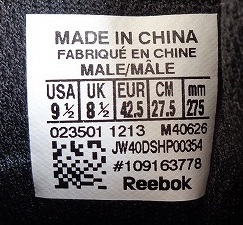 MADE IN CHINA
FABRIQUÉ EN CHINE
MALE/MÂLE
USA UK EUR CM mm
9 ½ 8 ½ 42.5 27.5 275
023501 1213 M40626
JW40DSHP00354
#109163778
Reebok